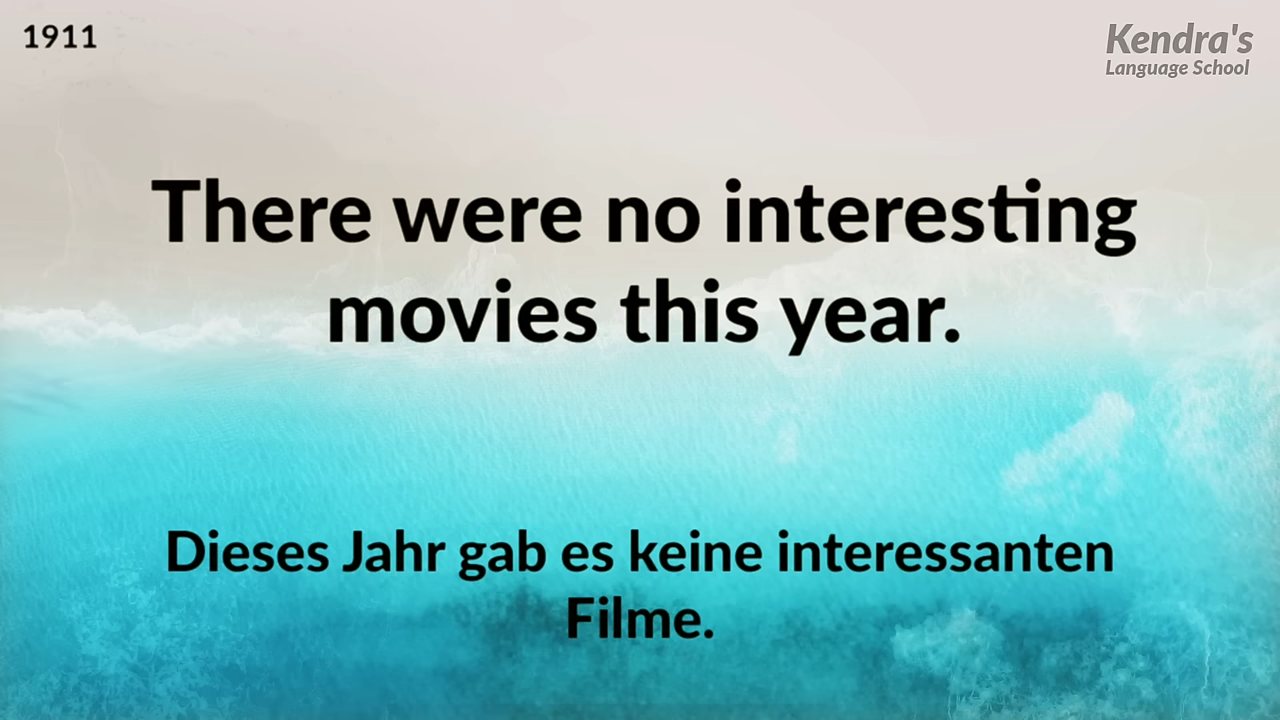 1911
Kendra's
Language School
There were no interesting
movies this year.
Dieses Jahr gab es keine interessanten
Filme.